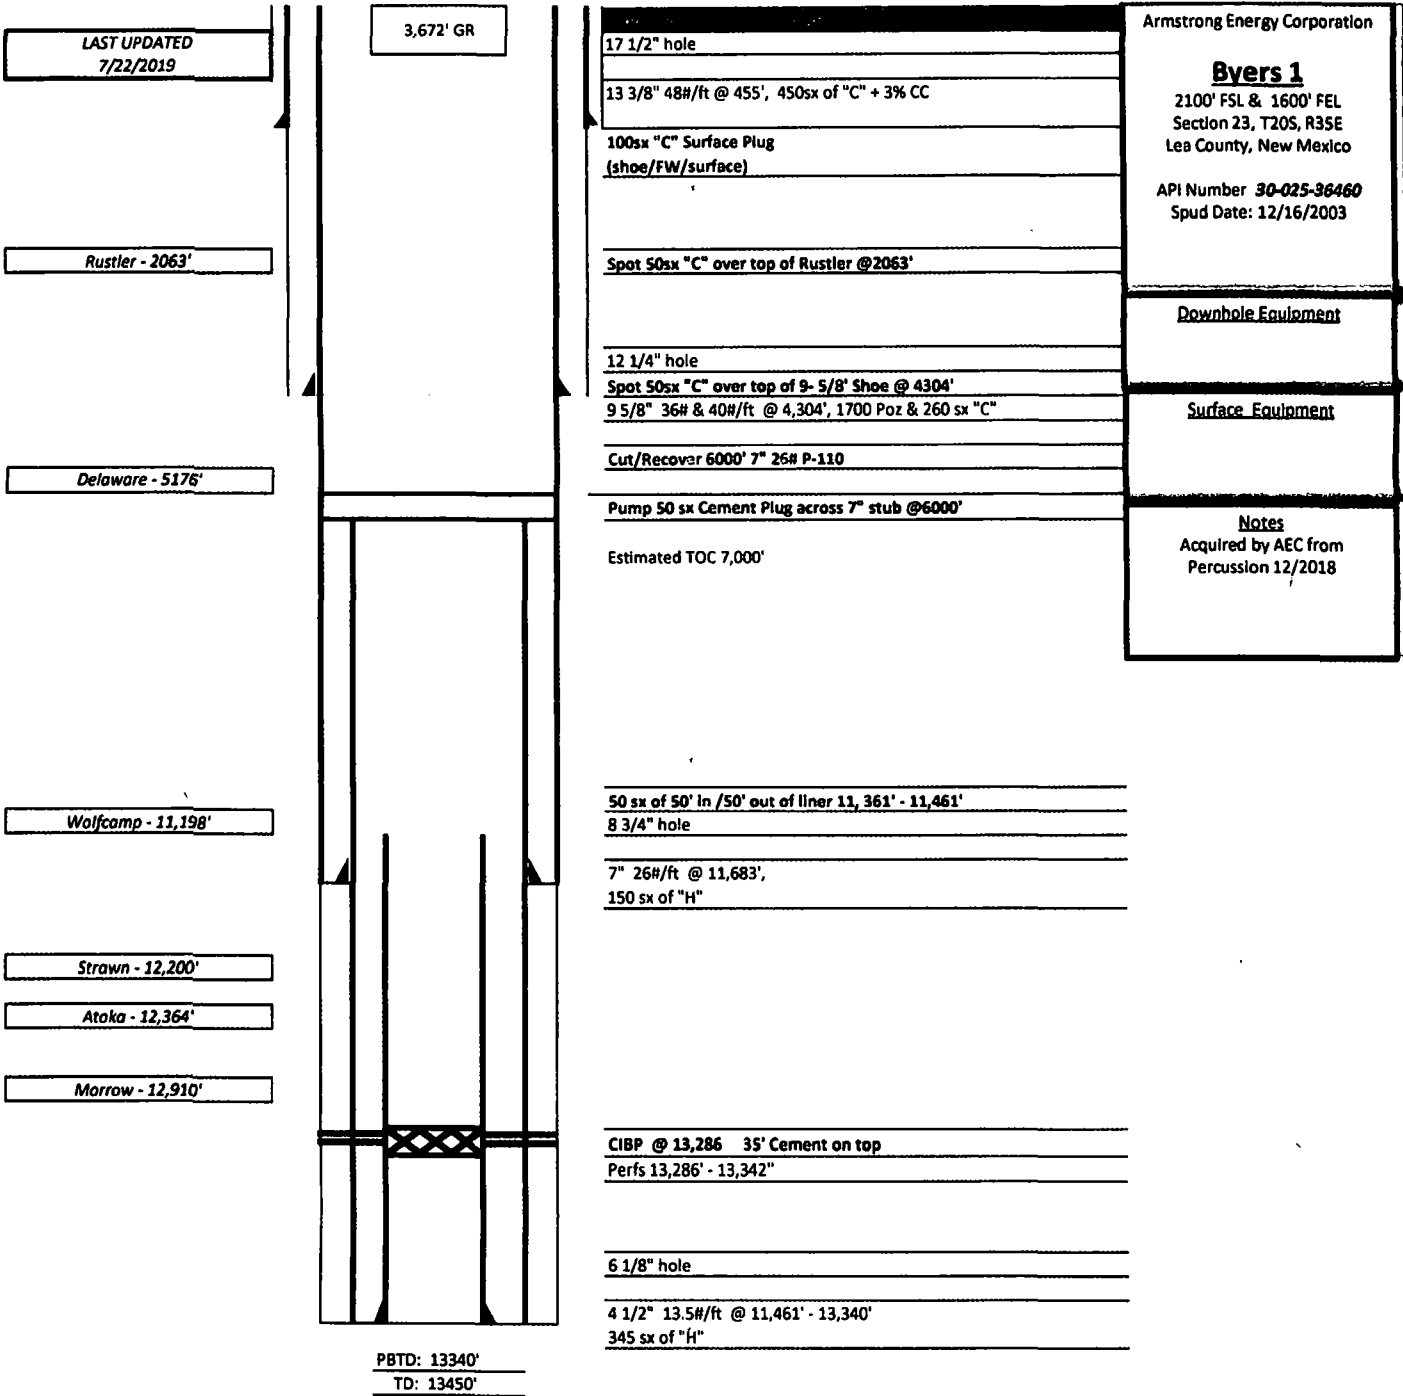 LAST UPDATED
7/22/2019
3,672' GR
17 1/2" hole
13 3/8" 48#/ft @ 455', 450sx of "C" + 3% CC
100sx "C" Surface Plug
(shoe/FW/surface)
Rustler - 2063'
Spot 50sx "C" over top of Rustler @2063'
12 1/4" hole
Spot 50sx "C" over top of 9- 5/8' Shoe @ 4304'
9 5/8" 36# & 40#/ft @ 4,304', 1700 Poz & 260 sx "C"
Cut/Recover 6000' 7" 26# P-110
Delaware - 5176'
Pump 50 sx Cement Plug across 7" stub @6000'
Estimated TOC 7,000'
50 sx of 50' in /50' out of liner 11, 361' - 11,461'
Wolfcamp - 11,198'
8 3/4" hole
7" 26#/ft @ 11,683',
150 sx of "H"
Strawn - 12,200'
Atoka - 12,364'
Morrow - 12,910'
CIBP @ 13,286 35' Cement on top
Perfs 13,286' - 13,342"
6 1/8" hole
4 1/2" 13.5#/ft @ 11,461' - 13,340'
345 sx of "H"
PBTD: 13340'
TD: 13450'
Armstrong Energy Corporation
Byers 1
2100' FSL & 1600' FEL
Section 23, T20S, R35E
Lea County, New Mexico
API Number 30-025-36460
Spud Date: 12/16/2003
Downhole Equipment
Surface Equipment
Notes
Acquired by AEC from
Percussion 12/2018